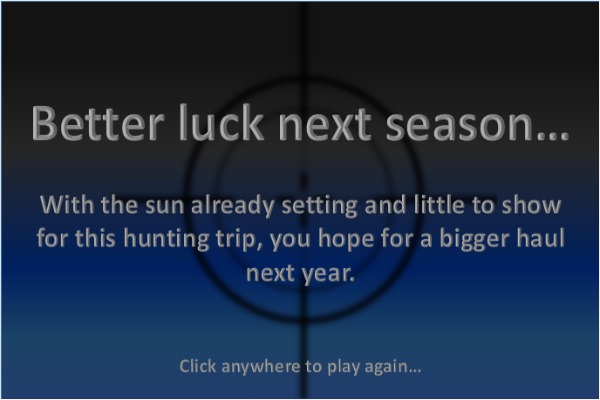 Better luck next season...
With the sun already setting and little to show
for this hunting trip, you hope for a bigger haul
next year.
Click anywhere to play again...